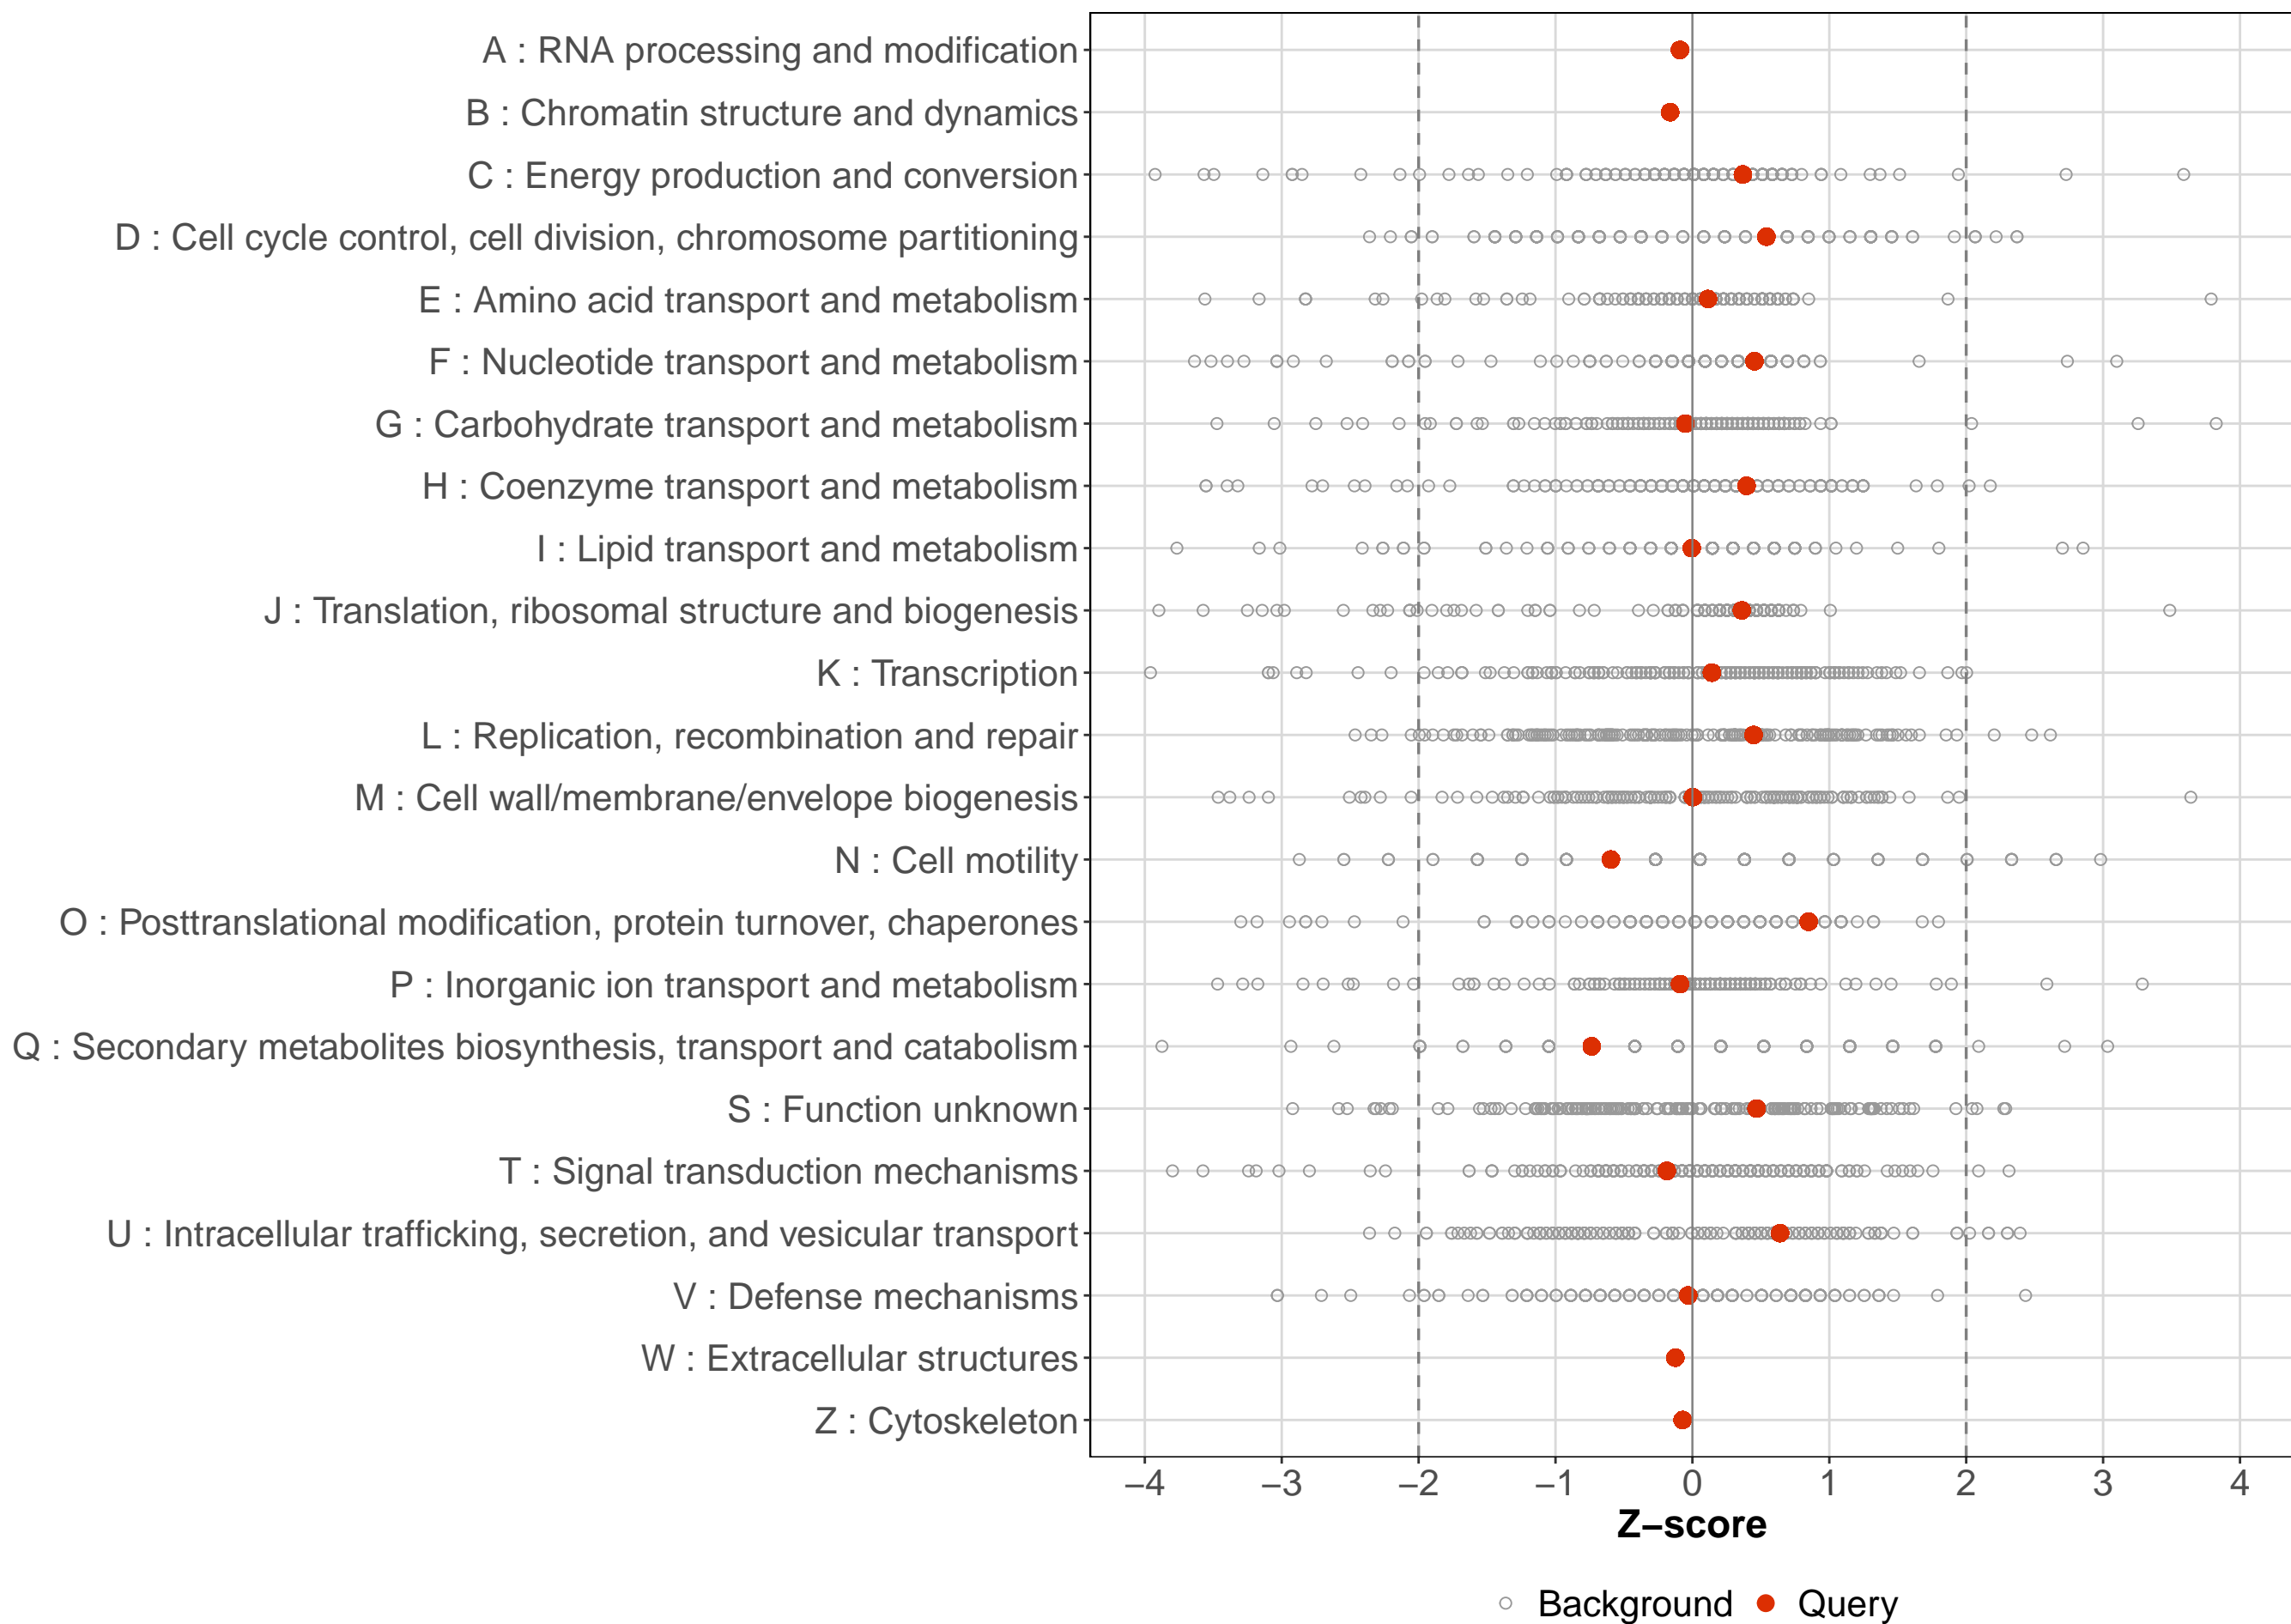 A : RNA processing and modification
B : Chromatin structure and dynamics
C : Energy production and conversion
D : Cell cycle control, cell division, chromosome partitioning
E : Amino acid transport and metabolism
F : Nucleotide transport and metabolism
G : Carbohydrate transport and metabolism
H : Coenzyme transport and metabolism
I : Lipid transport and metabolism
J : Translation, ribosomal structure and biogenesis
K : Transcription
L : Replication, recombination and repair
M : Cell wall/membrane/envelope biogenesis
N : Cell motility
O : Posttranslational modification, protein turnover, chaperones
P : Inorganic ion transport and metabolism
Q : Secondary metabolites biosynthesis, transport and catabolism
S : Function unknown
T : Signal transduction mechanisms
U : Intracellular trafficking, secretion, and vesicular transport
V : Defense mechanisms
W : Extracellular structures
Z : Cytoskeleton
−4 −3 −2 −1 0 1 2 3 4
Z−score
Background Query